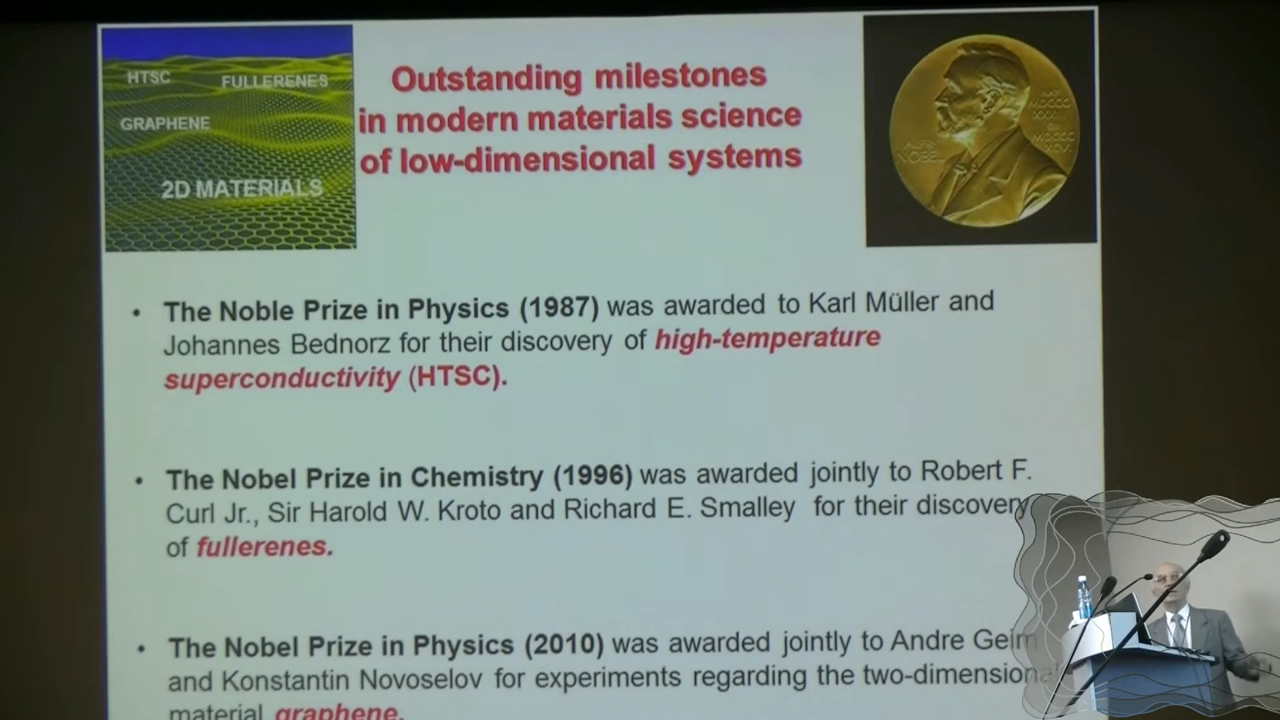 HTSC FULLERENES
GRAPHENE
2D MATERIALS
Outstanding milestones
in modern materials science
of low-dimensional systems
• The Noble Prize in Physics (1987) was awarded to Karl Müller and
Johannes Bednorz for their discovery of high-temperature
superconductivity (HTSC).
• The Nobel Prize in Chemistry (1996) was awarded jointly to Robert F.
Curl Jr., Sir Harold W. Kroto and Richard E. Smalley for their discovery
of fullerenes.
• The Nobel Prize in Physics (2010) was awarded jointly to Andre Geim
and Konstantin Novoselov for experiments regarding the two-dimensional
material graphene.